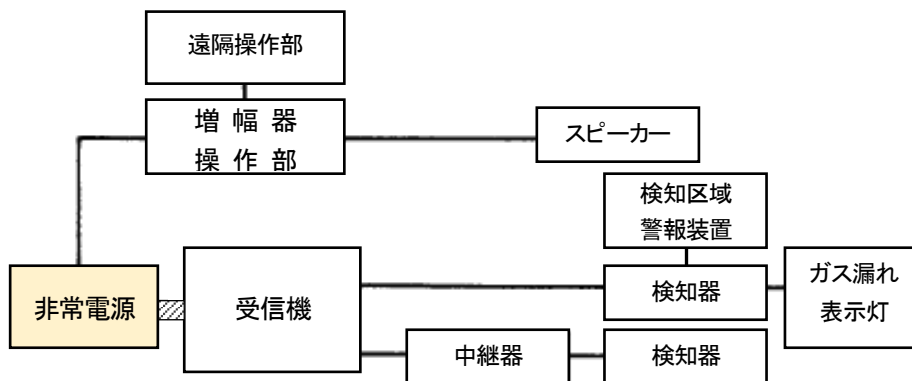 遠隔操作部
増幅器
操作部
スピーカー
検知区域
警報装置
非常電源
受信機
検知器
ガス漏れ
表示灯
中継器
検知器